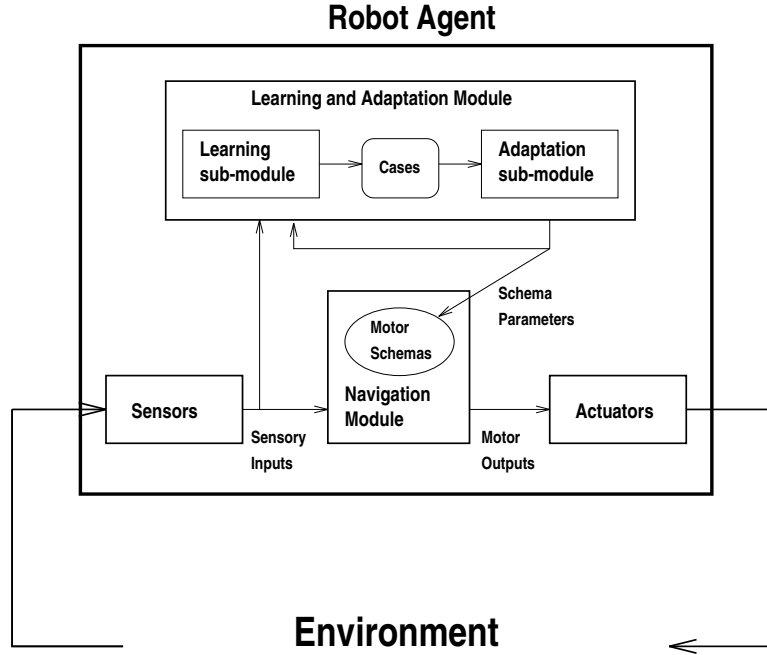 Robot Agent
Learning and Adaptation Module
Learning
sub-module
Cases
Adaptation
sub-module
Schema
Parameters
Motor
Schemas
Navigation
Module
Sensors
Sensory
Inputs
Motor
Outputs
Actuators
Environment